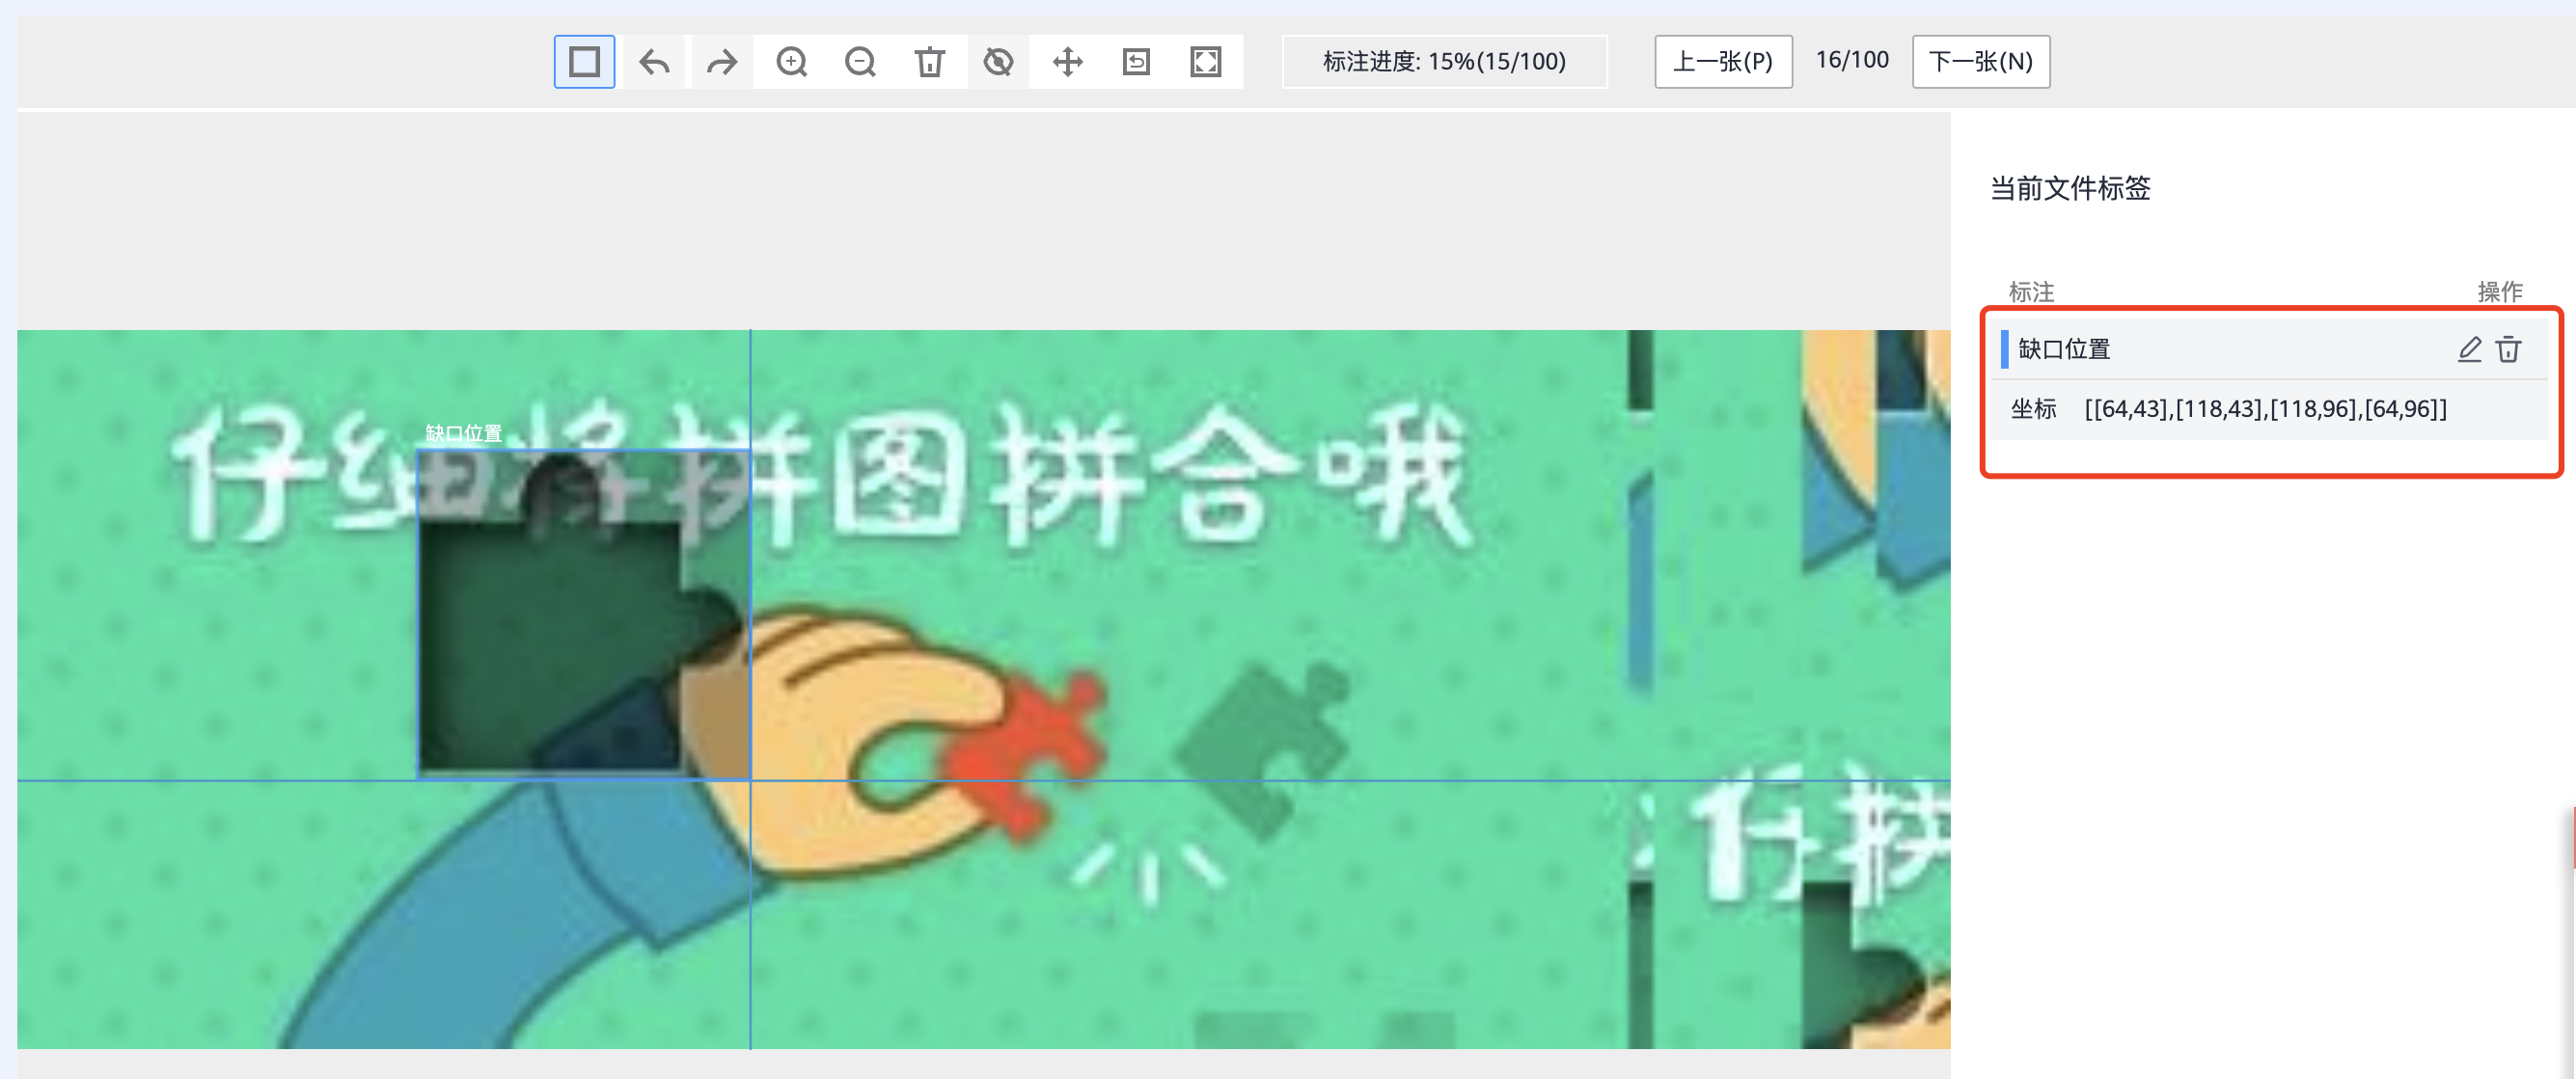 标注进度: 15%(15/100)
上一张(P)
16/100
下一张(N)
当前文件标签
标注
操作
缺口位置
坐标 [[64,43],[118,43],[118,96],[64,96]]
缺口位置
仔细将拼图拼合哦
仔拼